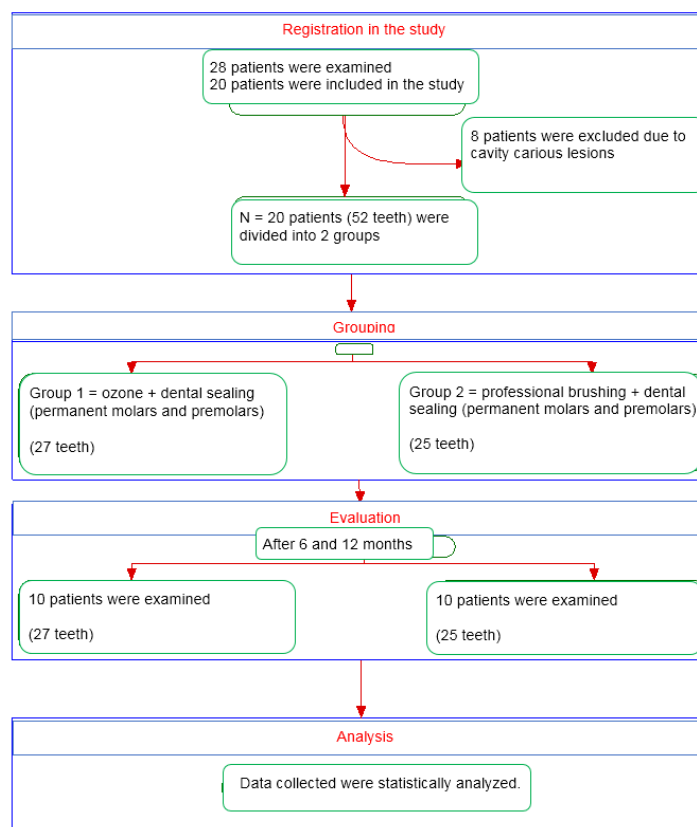 Registration in the study
28 patients were examined
20 patients were included in the study
8 patients were excluded due to
cavity carious lesions
N = 20 patients (52 teeth) were
divided into 2 groups
Grouping
Group 1 = ozone + dental sealing
(permanent molars and premolars)
(27 teeth)
Group 2 = professional brushing + dental
sealing (permanent molars and premolars)
(25 teeth)
Evaluation
After 6 and 12 months
10 patients were examined
(27 teeth)
10 patients were examined
(25 teeth)
Analysis
Data collected were statistically analyzed.